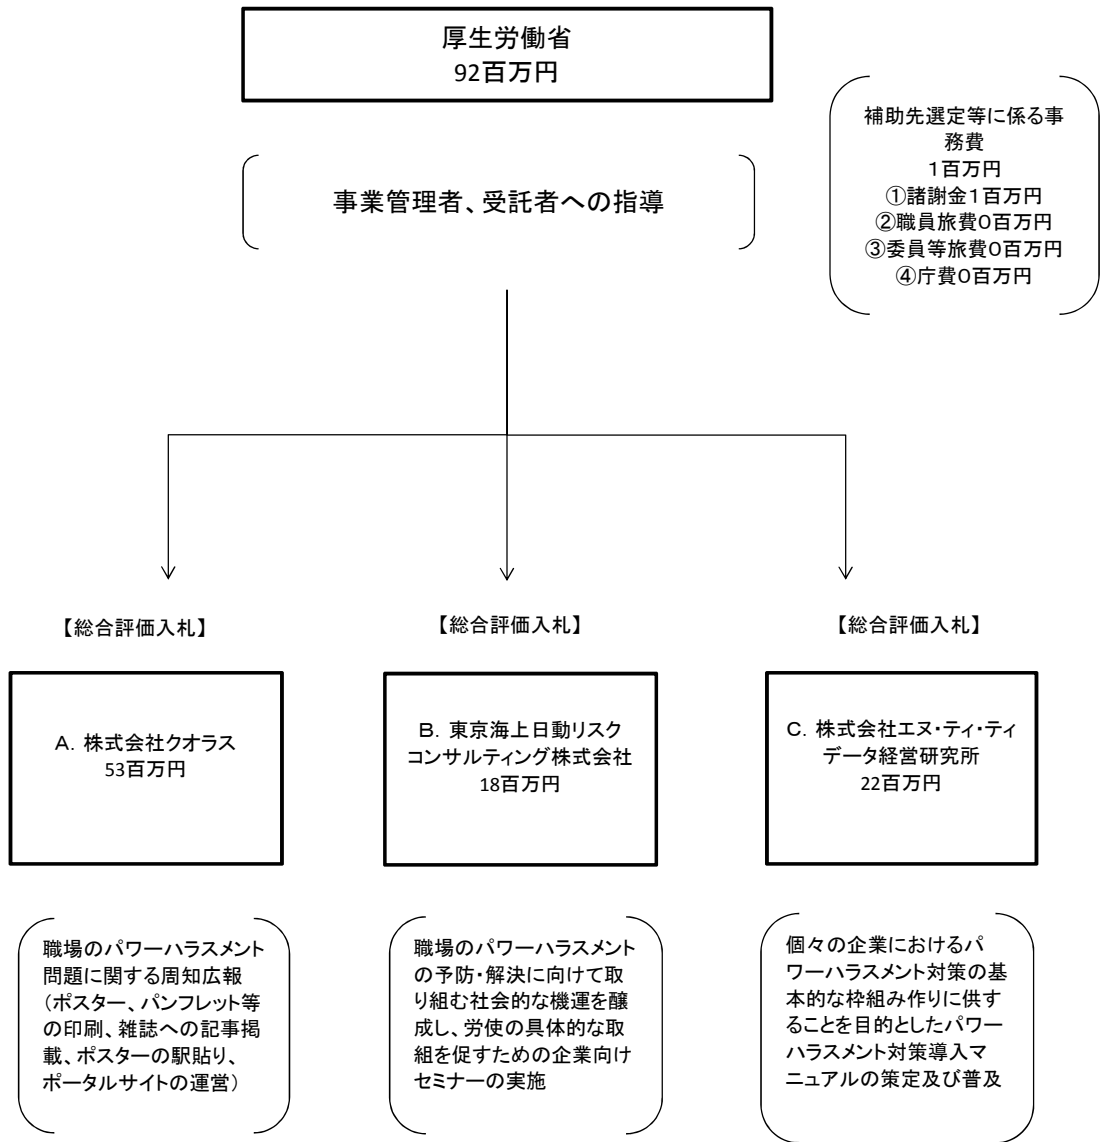 厚生労働省
92百万円
補助先選定等に係る事
務費
1百万円
①諸謝金1百万円
②職員旅費0百万円
③委員等旅費0百万円
④庁費0百万円
事業管理者、受託者への指導
【総合評価入札】
【総合評価入札】
【総合評価入札】
A. 株式会社クオラス
53百万円
B. 東京海上日動リスク
コンサルティング株式会社
18百万円
C. 株式会社エヌ・ティ・ティ
データ経営研究所
22百万円
職場のパワーハラスメント
問題に関する周知広報
(ポスター、パンフレット等
の印刷、雑誌への記事掲
載、ポスターの駅貼り、
ポータルサイトの運営)
職場のパワーハラスメント
の予防・解決に向けて取
り組む社会的な機運を醸
成し、労使の具体的な取
組を促すための企業向け
セミナーの実施
個々の企業におけるパ
ワーハラスメント対策の基
本的な枠組み作りに供す
ることを目的としたパワー
ハラスメント対策導入マ
ニュアルの策定及び普及